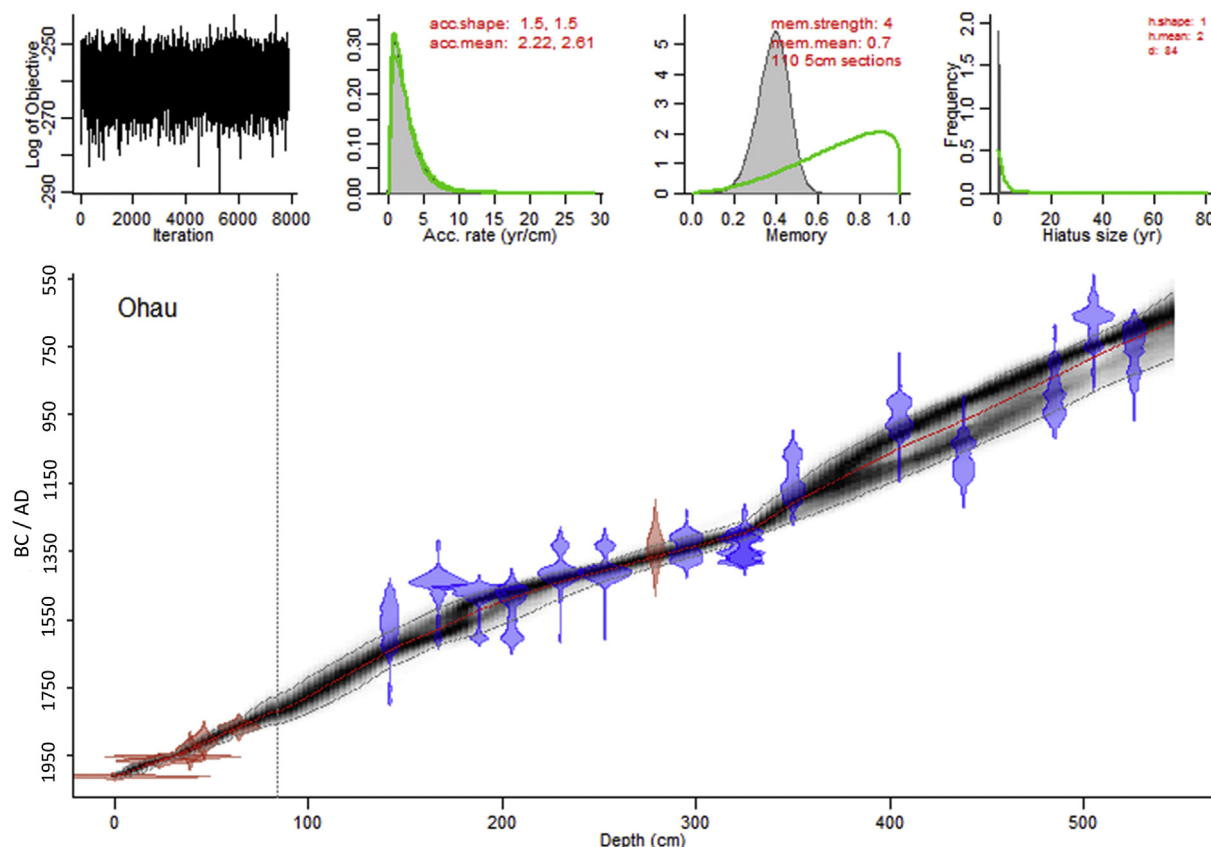 acc.shape: 1.5, 1.5
acc.mean: 2.22, 2.61
mem.strength: 4
mem.mean: 0.7
110 5cm sections
h.shape: 1
h.mean: 2
d: 84
Log of Objective
-250
-270
-290
0 2000 4000 6000 8000
Iteration
0.30
0.20
0.10
0.00
0 5 10 15 20 25 30
Acc. rate (yr/cm)
5
4
3
2
1
0
0.0 0.2 0.4 0.6 0.8 1.0
Memory
Frequency
2.0
1.5
1.0
0.5
0.0
0 20 40 60 80
Hiatus size (yr)
Ohau
BC / AD
550
750
950
1150
1350
1550
1750
1950
0 100 200 300 400 500
Depth (cm)